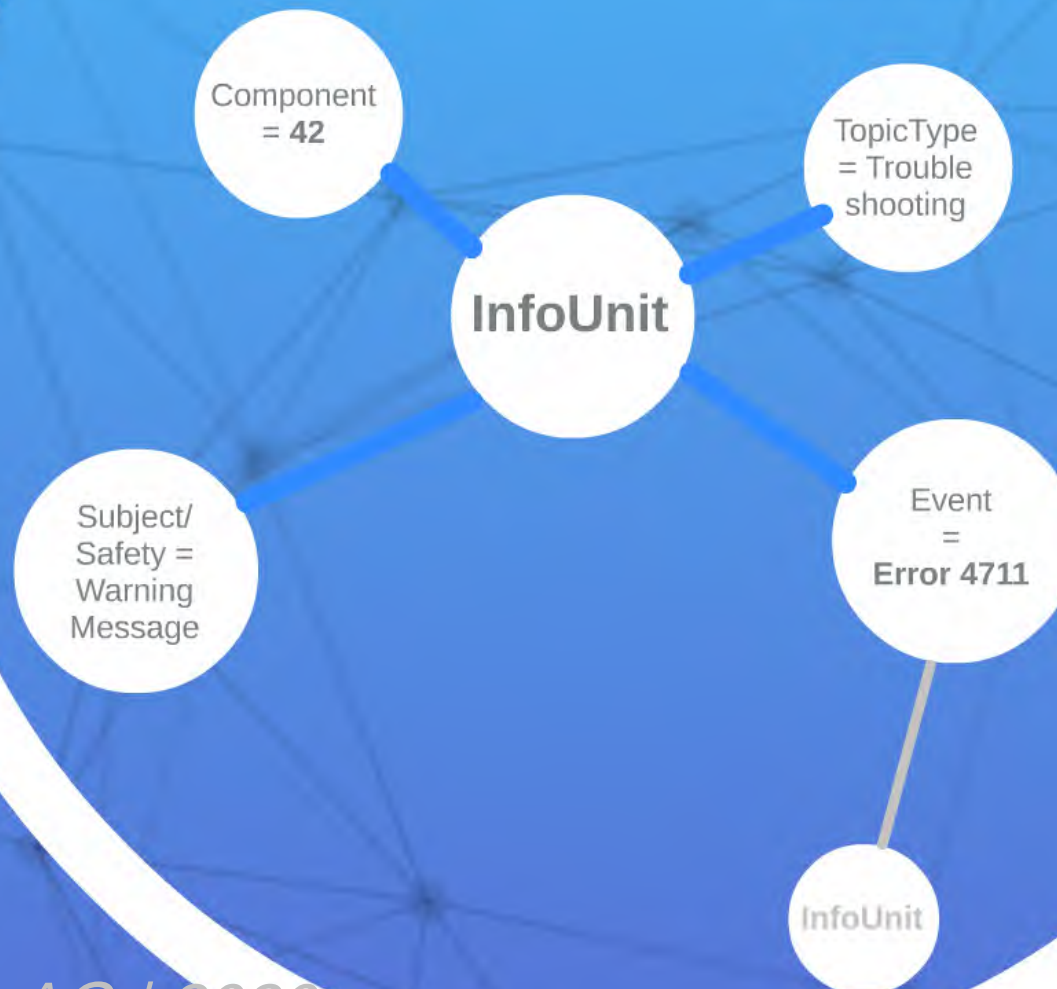 Component
= 42
TopicType
= Trouble
shooting
InfoUnit
Subject/
Safety =
Warning
Message
Event
=
Error 4711
InfoUnit